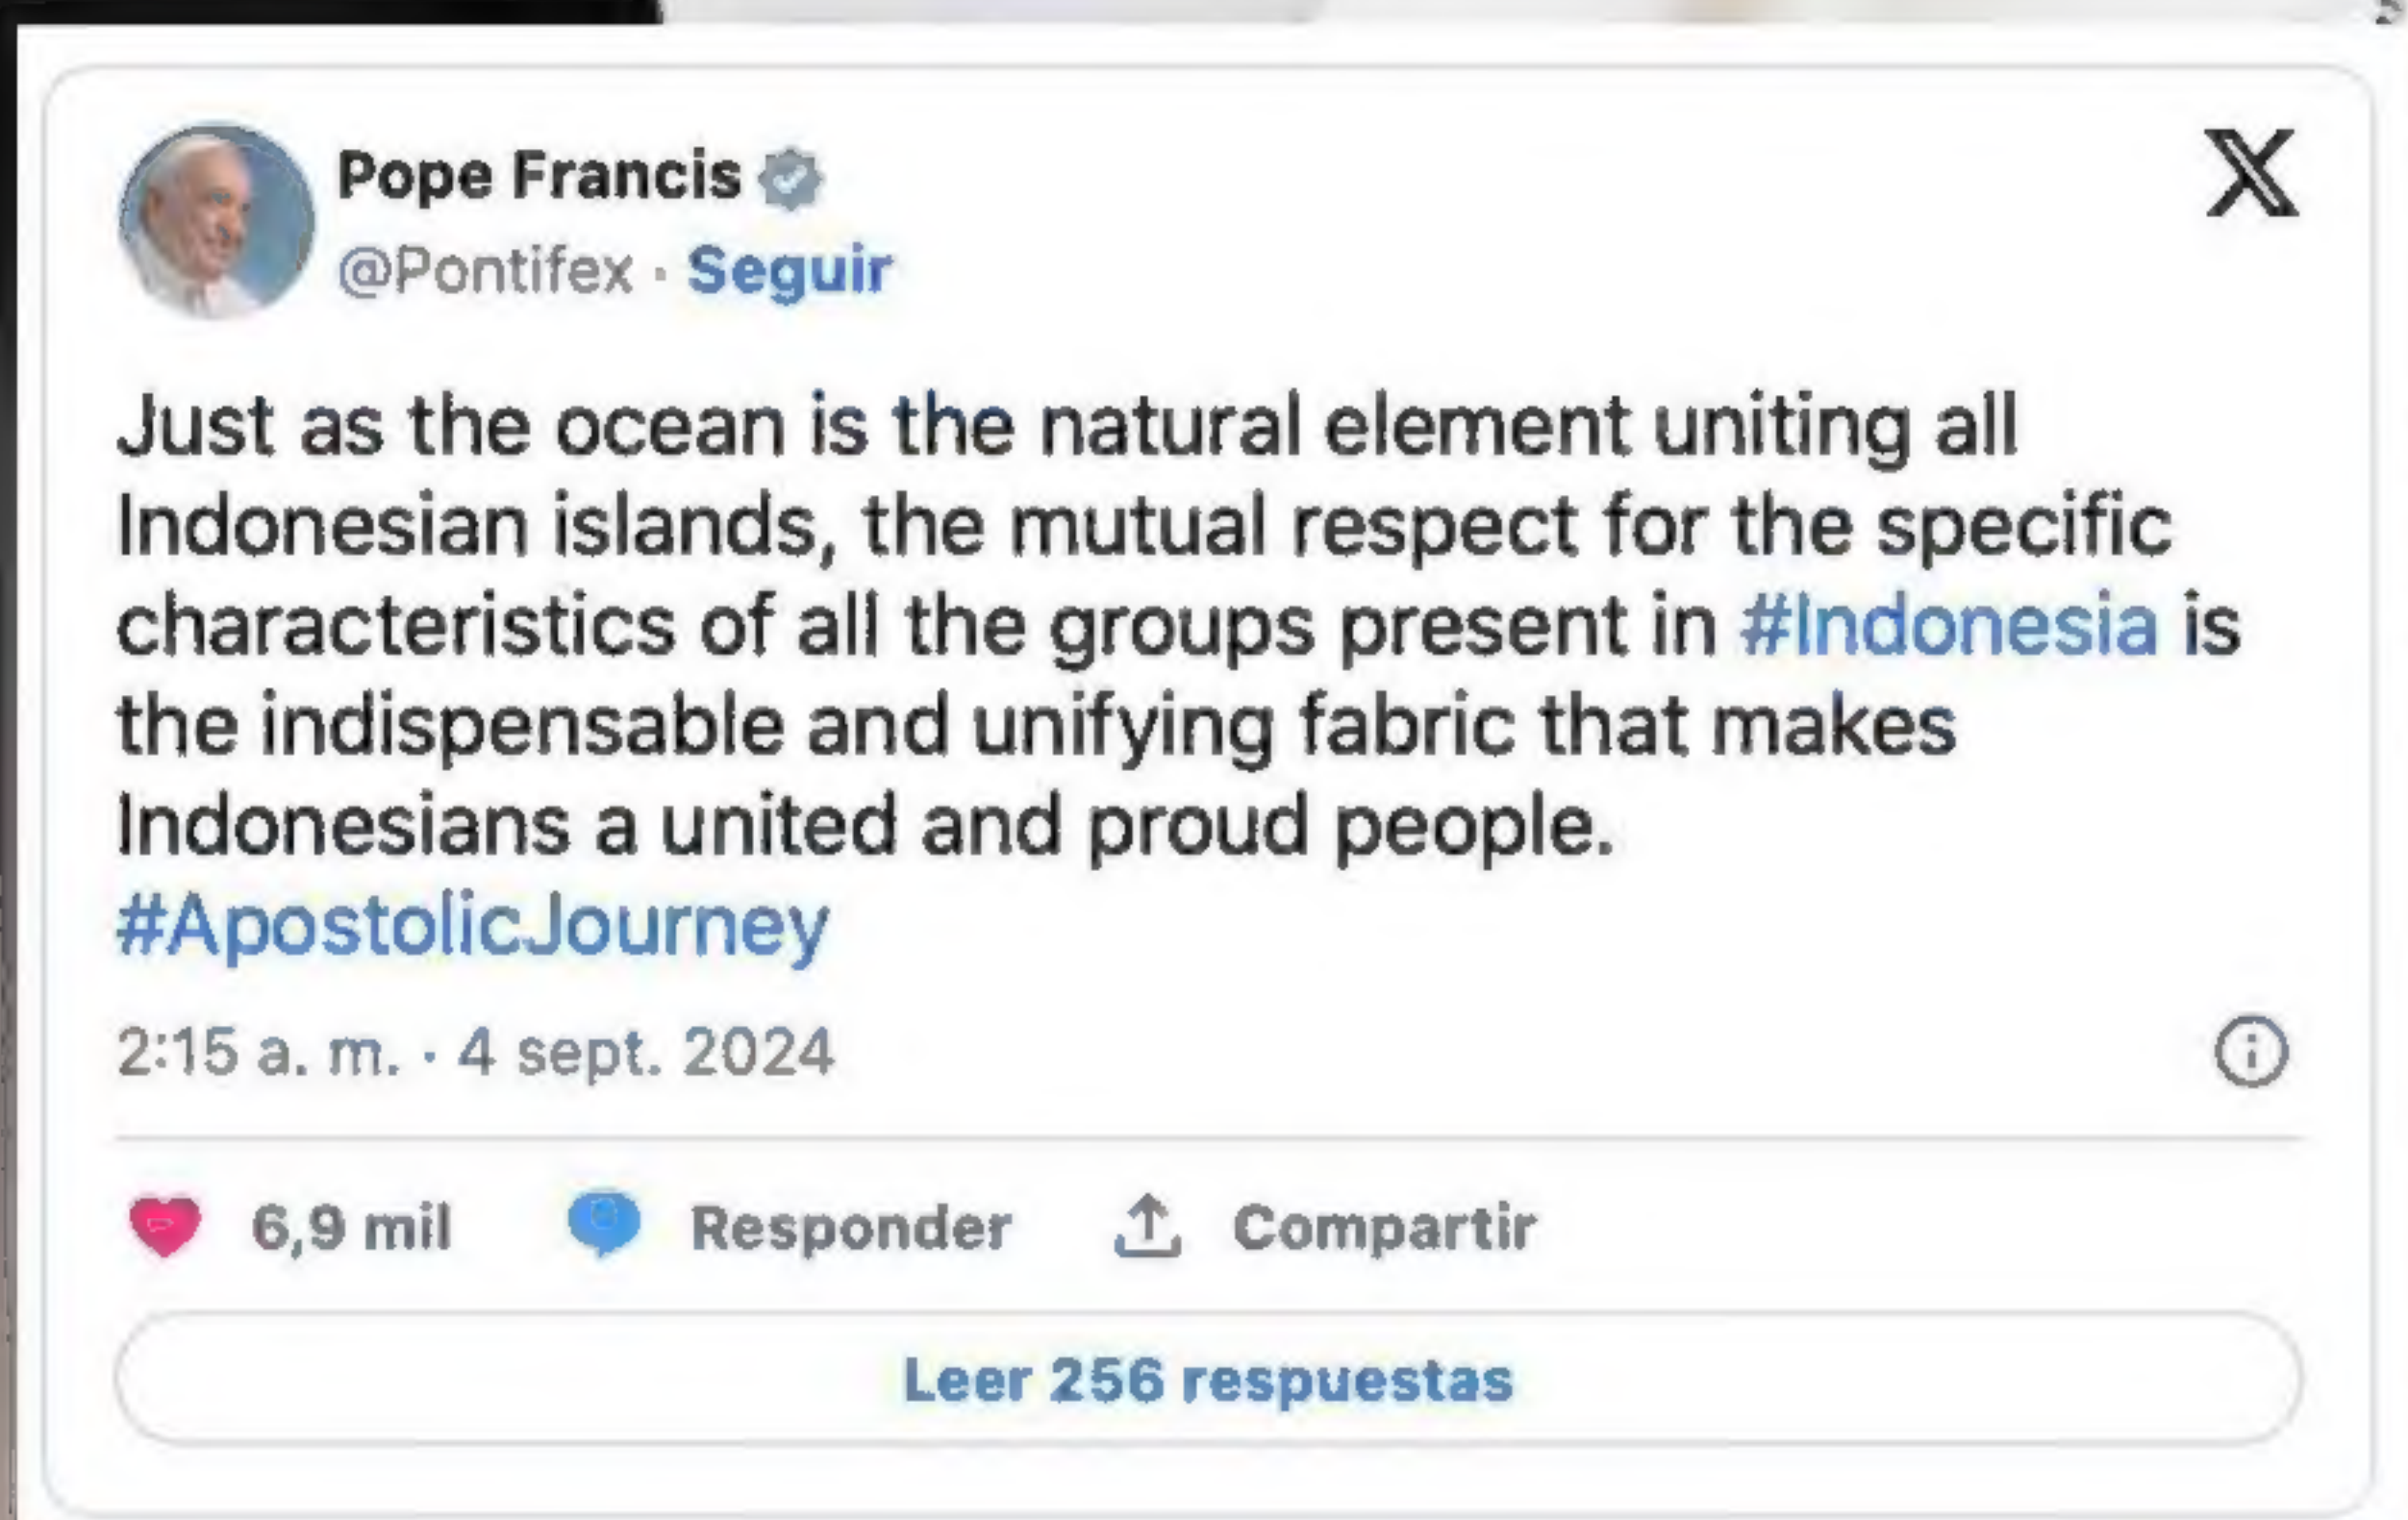 Pope Francis
@Pontifex · Seguir
Just as the ocean is the natural element uniting all
Indonesian islands, the mutual respect for the specific
characteristics of all the groups present in #Indonesia is
the indispensable and unifying fabric that makes
Indonesians a united and proud people.
#ApostolicJourney
2:15 a. m. · 4 sept. 2024
6,9 mil Responder Compartir
Leer 256 respuestas